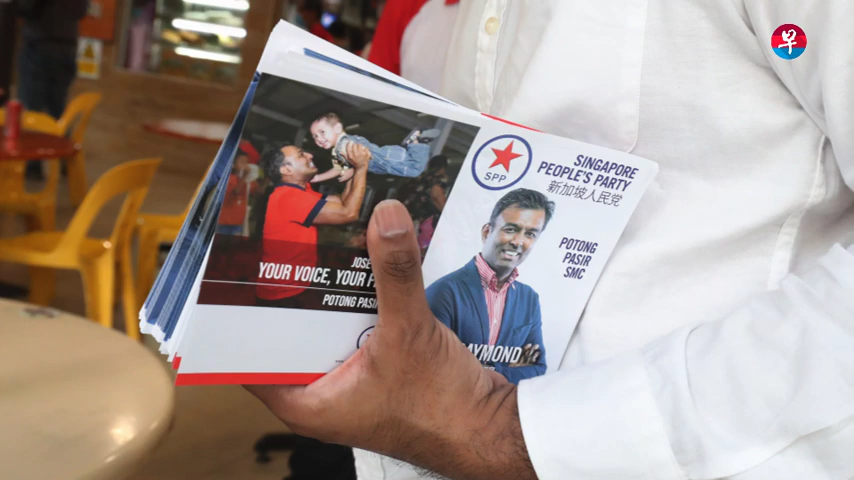 早
SPP
SINGAPORE
PEOPLE'S PARTY
新加坡人民党
POTONG
PASIR
SMC
YOUR VOICE, YOUR
POTONG PASIR